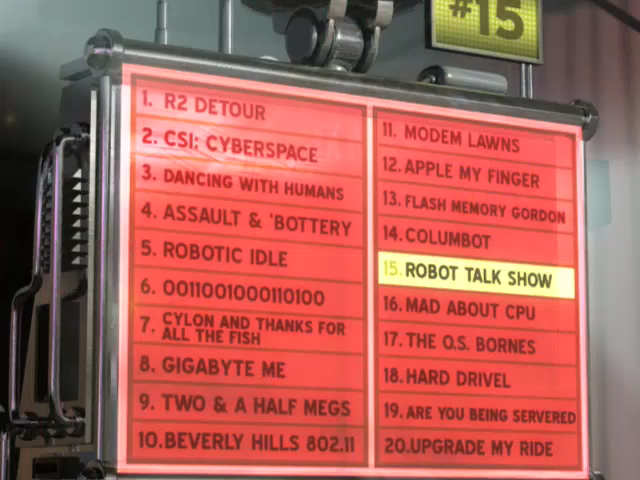 #15
1. R2 DETOUR
2. CSI: CYBERSPACE
3. DANCING WITH HUMANS
4. ASSAULT & 'BOTTERY
5. ROBOTIC IDLE
6. 0011001000110100
7. CYLON AND THANKS FOR
ALL THE FISH
8. GIGABYTE ME
9. TWO & A HALF MEGS
10.BEVERLY HILLS 802.11
11. MODEM LAWNS
12. APPLE MY FINGER
13. FLASH MEMORY GORDON
14. COLUMBOT
15. ROBOT TALK SHOW
16. MAD ABOUT CPU
17. THE O.S. BORNES
18. HARD DRIVEL
19. ARE YOU BEING SERVERED
20.UPGRADE MY RIDE